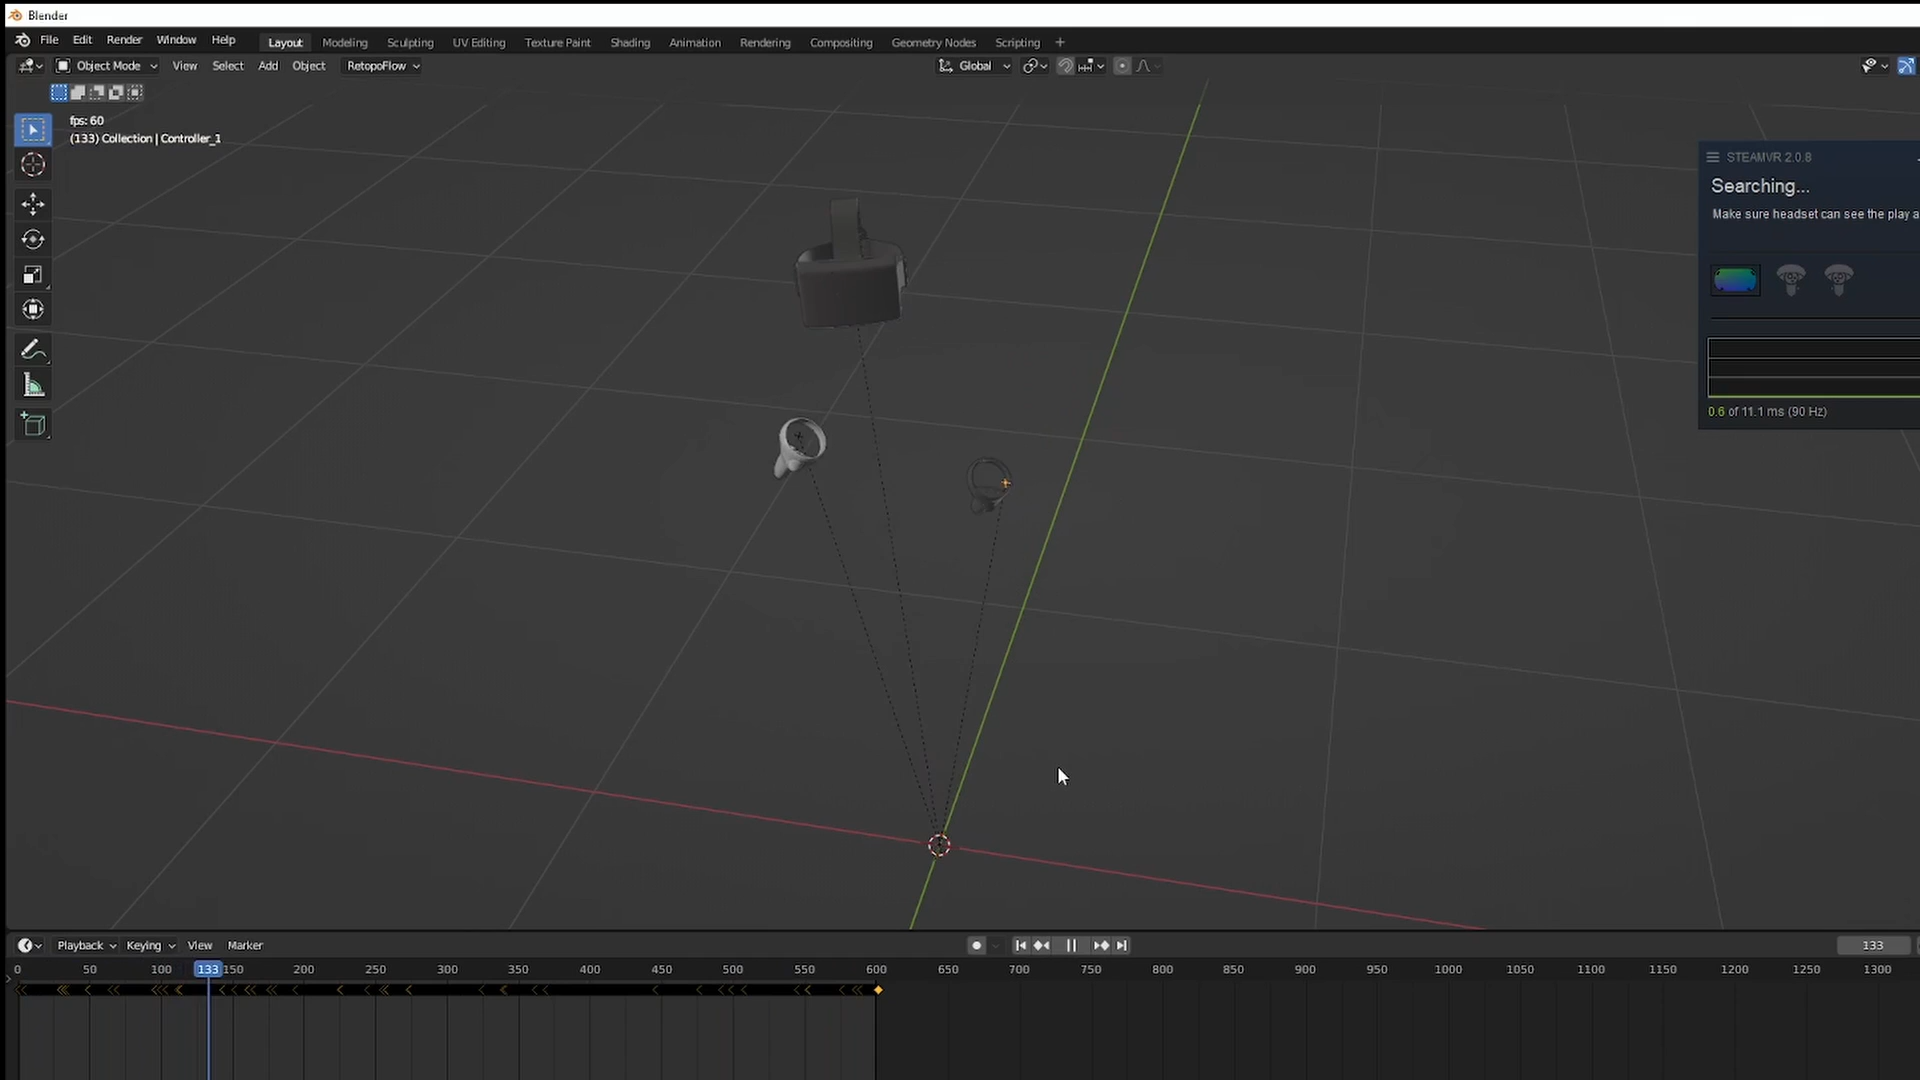 Blender
File Edit Render Window Help Layout Modeling Sculpting UV Editing Texture Paint Shading Animation Rendering Compositing Geometry Nodes Scripting +
Object Mode View Select Add Object RetopoFlow Global
fps: 60
(133) Collection | Controller_1
STEAMVR 2.0.8
Searching...
Make sure headset can see the play a
0.6 of 11.1 ms (90 Hz)
Playback Keying View Marker 133
0 50 100 133 150 200 250 300 350 400 450 500 550 600 650 700 750 800 850 900 950 1000 1050 1100 1150 1200 1250 1300